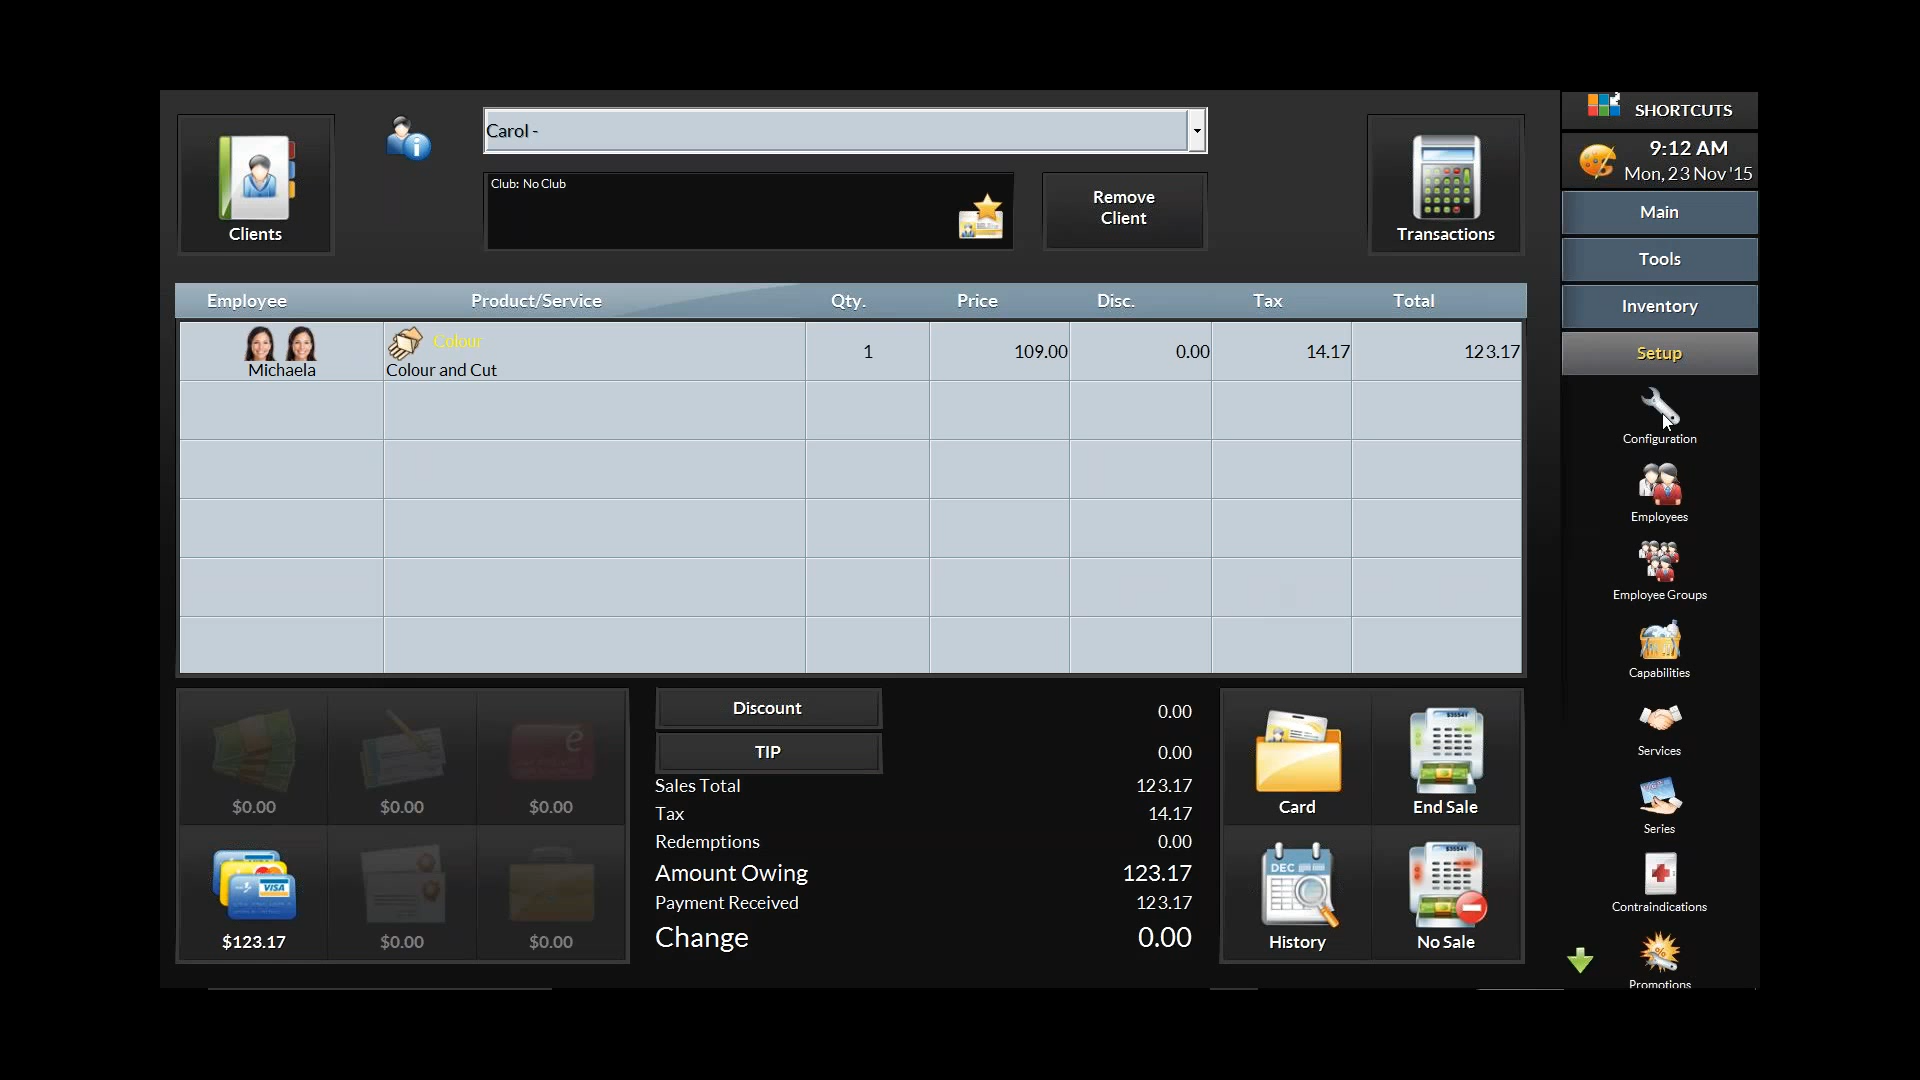 Clients
Carol -
Club: No Club
Remove
Client
Transactions
SHORTCUTS
9:12 AM
Mon, 23 Nov '15
Main
Tools
Inventory
Setup
Configuration
Employees
Employee Groups
Capabilities
Services
Series
Contraindications
Promotions
Employee Product/Service Qty. Price Disc. Tax Total
Colour
Michaela Colour and Cut 1 109.00 0.00 14.17 123.17
$0.00 $0.00 $0.00
$123.17 $0.00 $0.00
VISA
Discount 0.00
TIP 0.00
Sales Total 123.17
Tax 14.17
Redemptions 0.00
Amount Owing 123.17
Payment Received 123.17
Change 0.00
Card
End Sale
DEC
History
No Sale